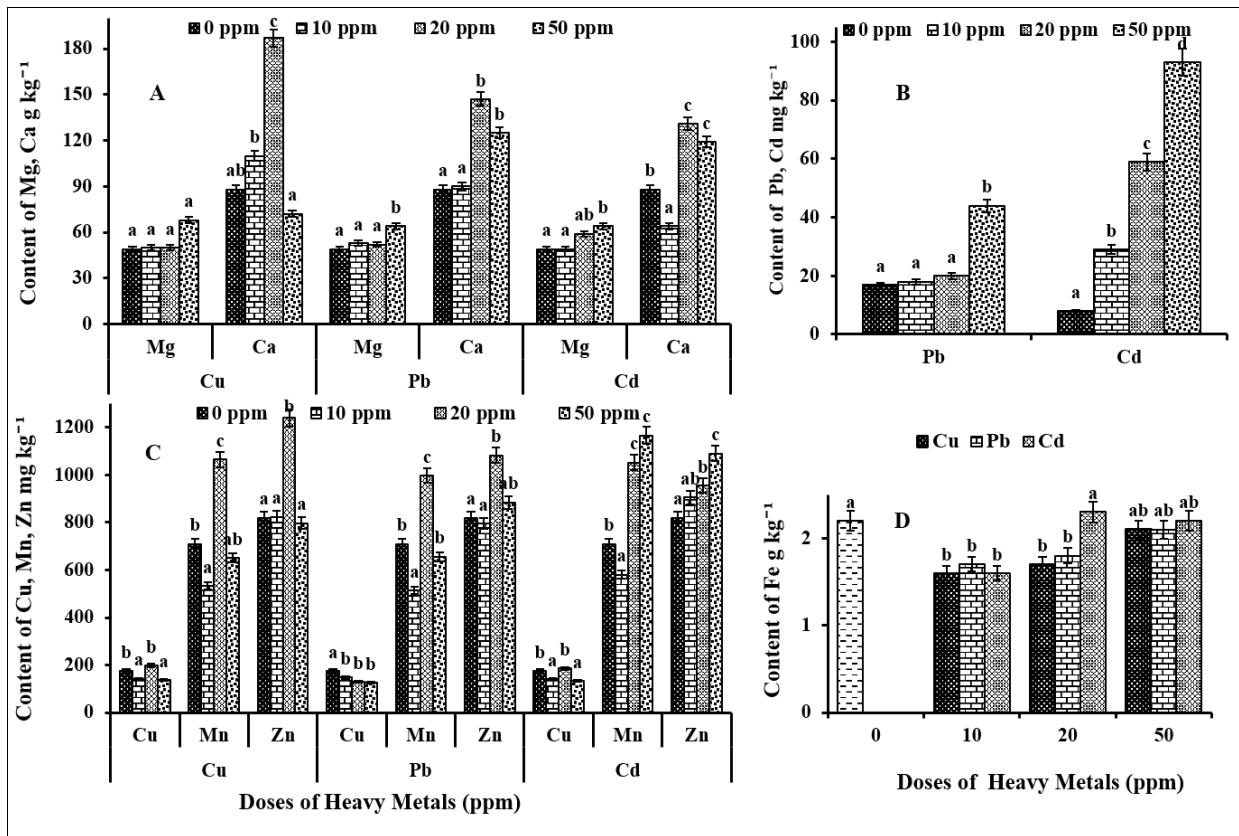 0 ppm 10 ppm 20 ppm 50 ppm
A
Content of Mg, Ca g kg⁻¹
180
150
120
90
60
30
0
a a a a
ab b c a
a a a b
a a b b
a a ab b
b a c c
Mg Ca Mg Ca Mg Ca
Cu Pb Cd
0 ppm 10 ppm 20 ppm 50 ppm
B
Content of Pb, Cd mg kg⁻¹
100
80
60
40
20
0
a a a b
a b c d
Pb Cd
0 ppm 10 ppm 20 ppm 50 ppm
C
Content of Cu, Mn, Zn mg kg⁻¹
1200
1000
800
600
400
200
0
b a b a
b a c ab
a a b a
a b b b
b a c b
a a b ab
b a b a
b a c c
a ab b c
Cu Mn Zn Cu Mn Zn Cu Mn Zn
Cu Pb Cd
Doses of Heavy Metals (ppm)
Cu Pb Cd
D
Content of Fe g kg⁻¹
2
1
0
a
b b b
b b a
ab ab ab
0 10 20 50
Doses of Heavy Metals (ppm)